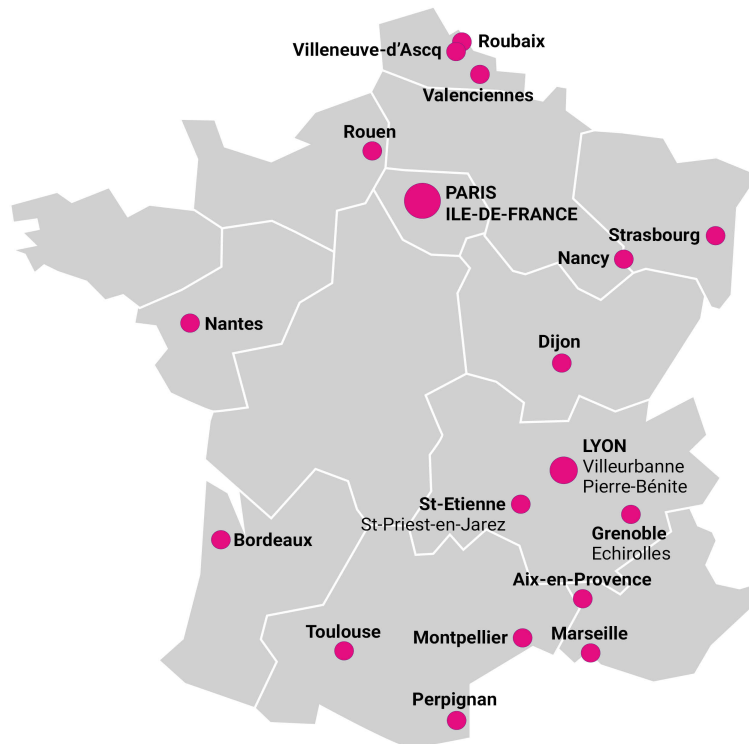 Roubaix
Villeneuve-d’Ascq
Valenciennes
Rouen
PARIS
ILE-DE-FRANCE
Strasbourg
Nancy
Nantes
Dijon
LYON
Villeurbanne
Pierre-Bénite
St-Etienne
St-Priest-en-Jarez
Grenoble
Echirolles
Bordeaux
Aix-en-Provence
Toulouse
Montpellier
Marseille
Perpignan